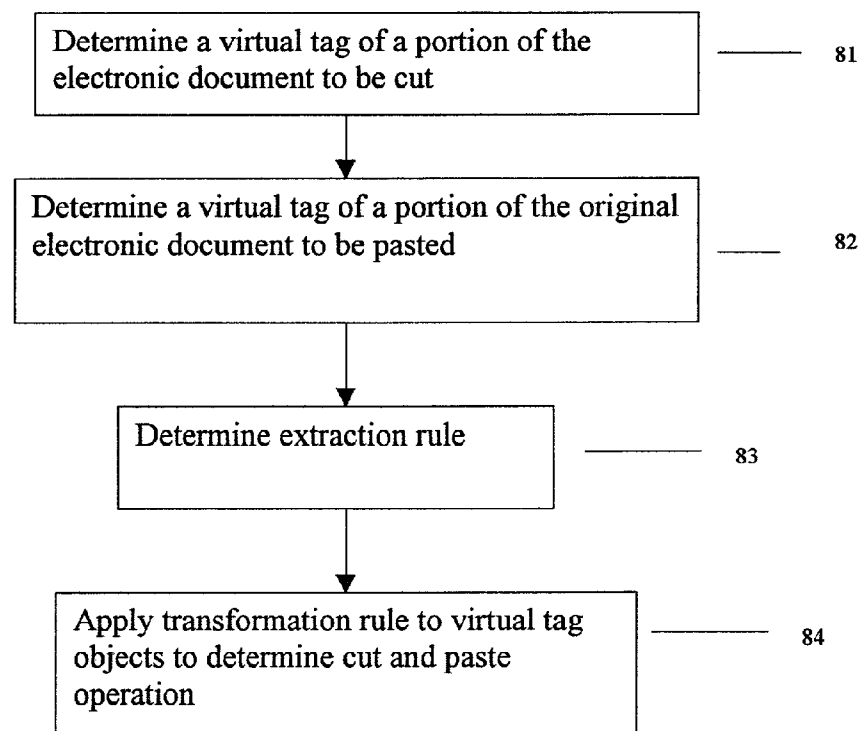 Determine a virtual tag of a portion of the
electronic document to be cut
81
Determine a virtual tag of a portion of the original
electronic document to be pasted
82
Determine extraction rule
83
Apply transformation rule to virtual tag
objects to determine cut and paste
operation
84